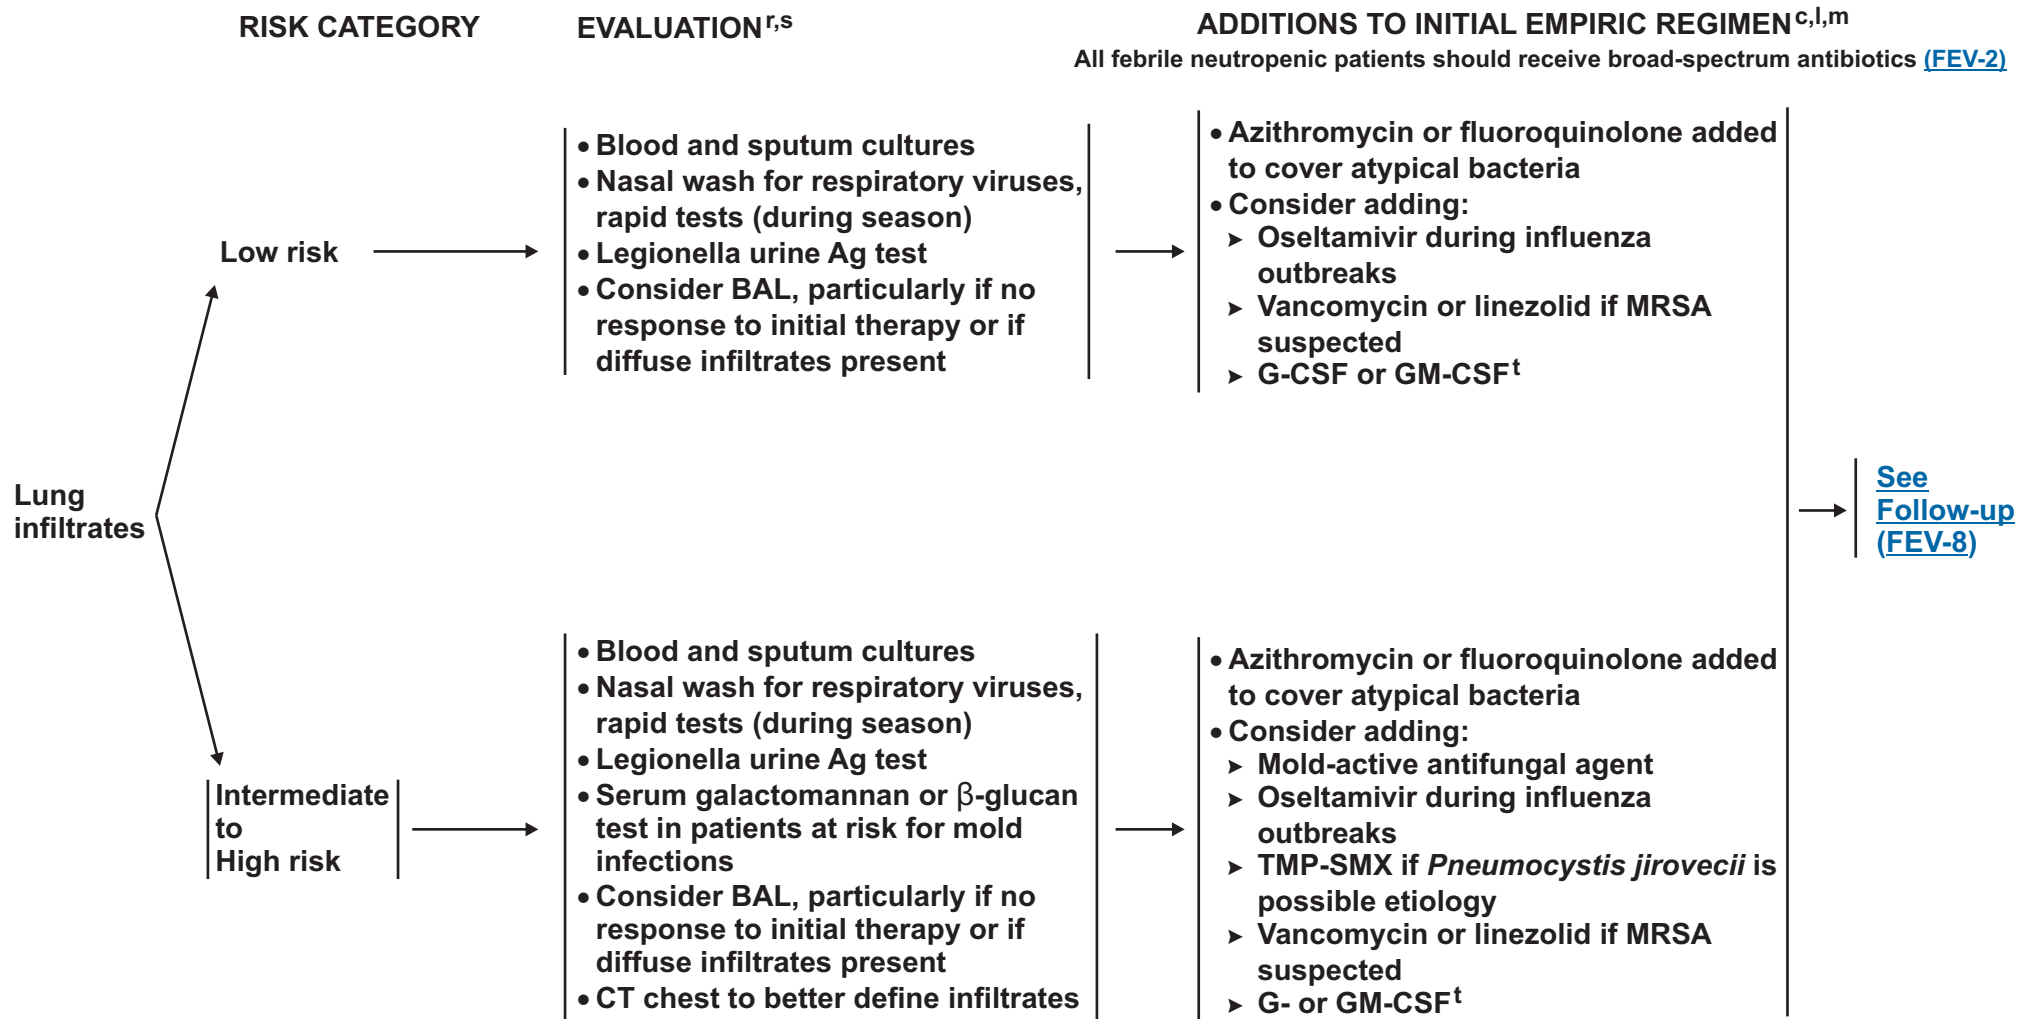 RISK CATEGORY
EVALUATIONr,s
ADDITIONS TO INITIAL EMPIRIC REGIMENc,l,m
All febrile neutropenic patients should receive broad-spectrum antibiotics (FEV-2)
Lung
infiltrates
Low risk
• Blood and sputum cultures
• Nasal wash for respiratory viruses,
rapid tests (during season)
• Legionella urine Ag test
• Consider BAL, particularly if no
response to initial therapy or if
diffuse infiltrates present
• Azithromycin or fluoroquinolone added
to cover atypical bacteria
• Consider adding:
➤ Oseltamivir during influenza
outbreaks
➤ Vancomycin or linezolid if MRSA
suspected
➤ G-CSF or GM-CSFt
Intermediate
to
High risk
• Blood and sputum cultures
• Nasal wash for respiratory viruses,
rapid tests (during season)
• Legionella urine Ag test
• Serum galactomannan or β-glucan
test in patients at risk for mold
infections
• Consider BAL, particularly if no
response to initial therapy or if
diffuse infiltrates present
• CT chest to better define infiltrates
• Azithromycin or fluoroquinolone added
to cover atypical bacteria
• Consider adding:
➤ Mold-active antifungal agent
➤ Oseltamivir during influenza
outbreaks
➤ TMP-SMX if Pneumocystis jirovecii is
possible etiology
➤ Vancomycin or linezolid if MRSA
suspected
➤ G- or GM-CSFt
See
Follow-up
(FEV-8)